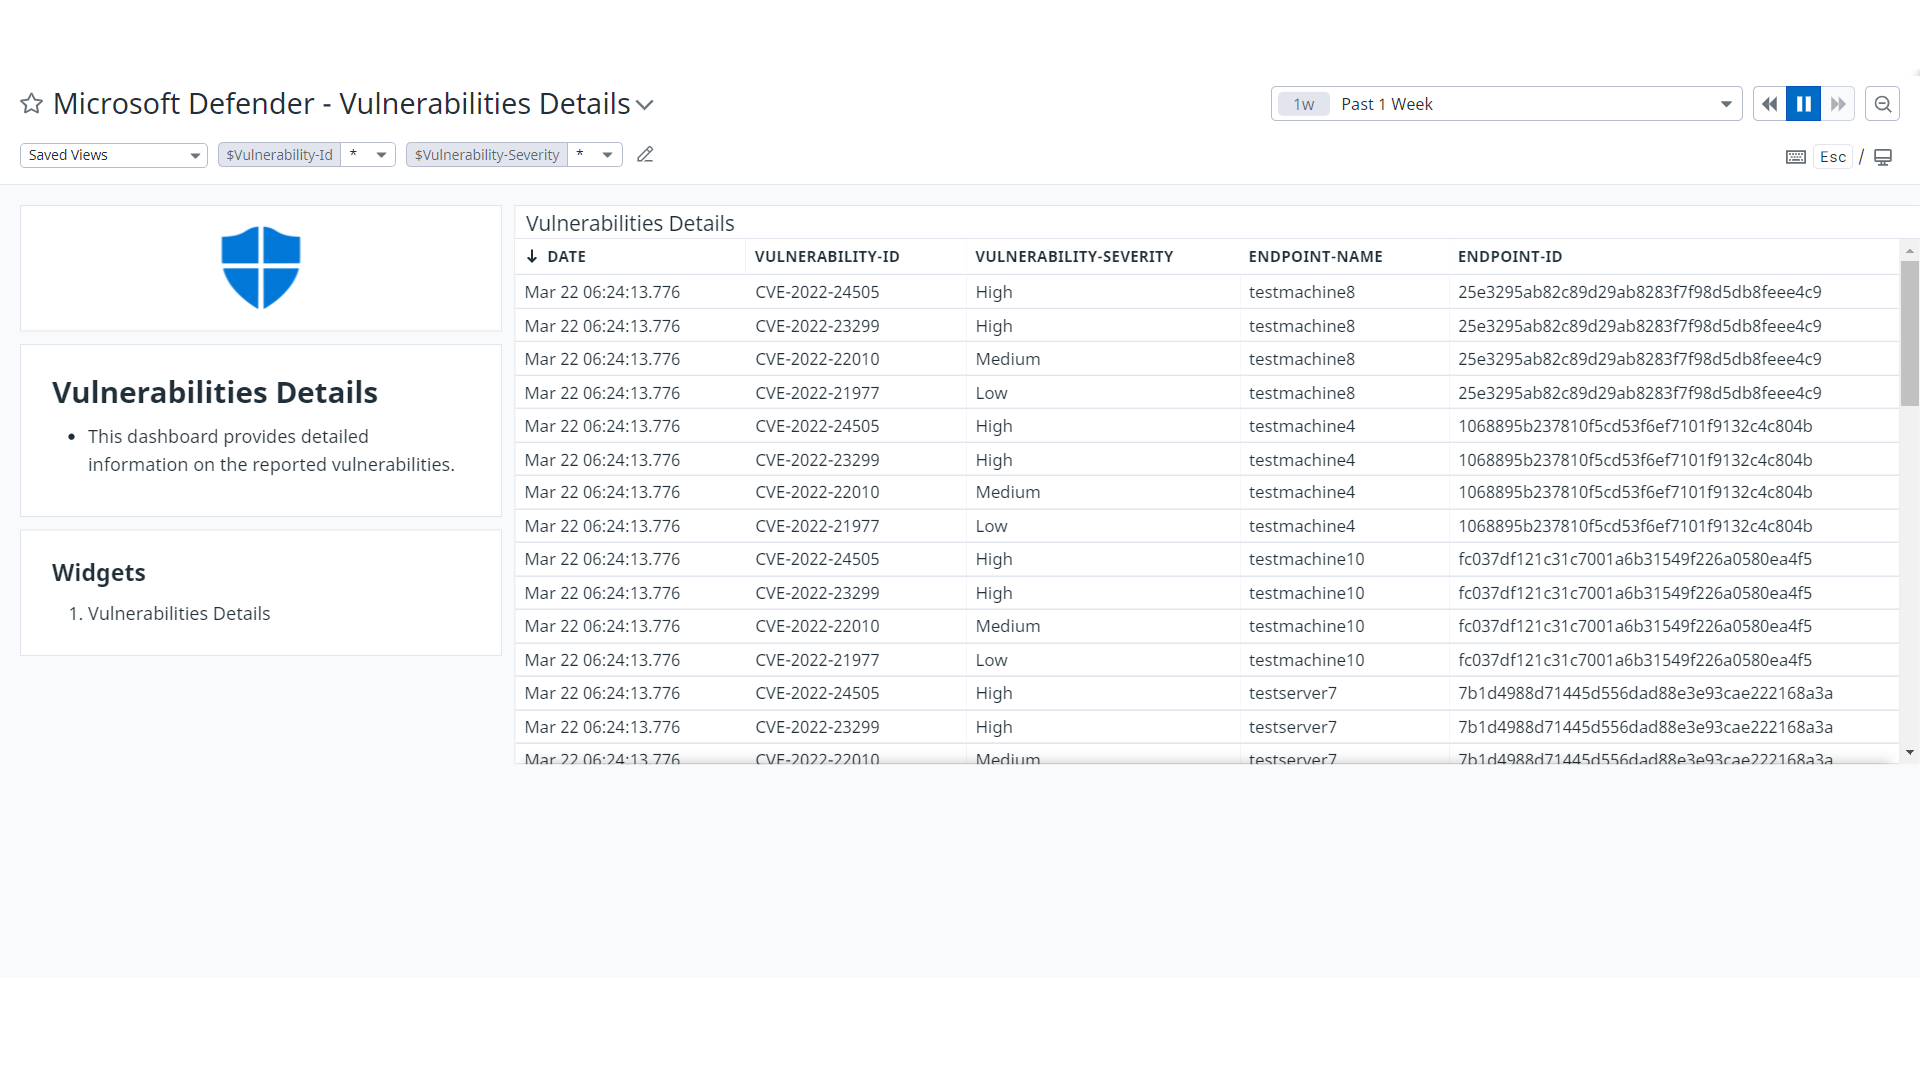 Microsoft Defender - Vulnerabilities Details
1w Past 1 Week
Saved Views $Vulnerability-Id * $Vulnerability-Severity *
Esc /
Vulnerabilities Details
This dashboard provides detailed
information on the reported vulnerabilities.
Widgets
1. Vulnerabilities Details
Vulnerabilities Details
DATE VULNERABILITY-ID VULNERABILITY-SEVERITY ENDPOINT-NAME ENDPOINT-ID
Mar 22 06:24:13.776 CVE-2022-24505 High testmachine8 25e3295ab82c89d29ab8283f7f98d5db8feee4c9
Mar 22 06:24:13.776 CVE-2022-23299 High testmachine8 25e3295ab82c89d29ab8283f7f98d5db8feee4c9
Mar 22 06:24:13.776 CVE-2022-22010 Medium testmachine8 25e3295ab82c89d29ab8283f7f98d5db8feee4c9
Mar 22 06:24:13.776 CVE-2022-21977 Low testmachine8 25e3295ab82c89d29ab8283f7f98d5db8feee4c9
Mar 22 06:24:13.776 CVE-2022-24505 High testmachine4 1068895b237810f5cd53f6ef7101f9132c4c804b
Mar 22 06:24:13.776 CVE-2022-23299 High testmachine4 1068895b237810f5cd53f6ef7101f9132c4c804b
Mar 22 06:24:13.776 CVE-2022-22010 Medium testmachine4 1068895b237810f5cd53f6ef7101f9132c4c804b
Mar 22 06:24:13.776 CVE-2022-21977 Low testmachine4 1068895b237810f5cd53f6ef7101f9132c4c804b
Mar 22 06:24:13.776 CVE-2022-24505 High testmachine10 fc037df121c31c7001a6b31549f226a0580ea4f5
Mar 22 06:24:13.776 CVE-2022-23299 High testmachine10 fc037df121c31c7001a6b31549f226a0580ea4f5
Mar 22 06:24:13.776 CVE-2022-22010 Medium testmachine10 fc037df121c31c7001a6b31549f226a0580ea4f5
Mar 22 06:24:13.776 CVE-2022-21977 Low testmachine10 fc037df121c31c7001a6b31549f226a0580ea4f5
Mar 22 06:24:13.776 CVE-2022-24505 High testserver7 7b1d4988d71445d556dad88e3e93cae222168a3a
Mar 22 06:24:13.776 CVE-2022-23299 High testserver7 7b1d4988d71445d556dad88e3e93cae222168a3a
Mar 22 06:24:13.776 CVE-2022-22010 Medium testserver7 7b1d4988d71445d556dad88e3e93cae222168a3a